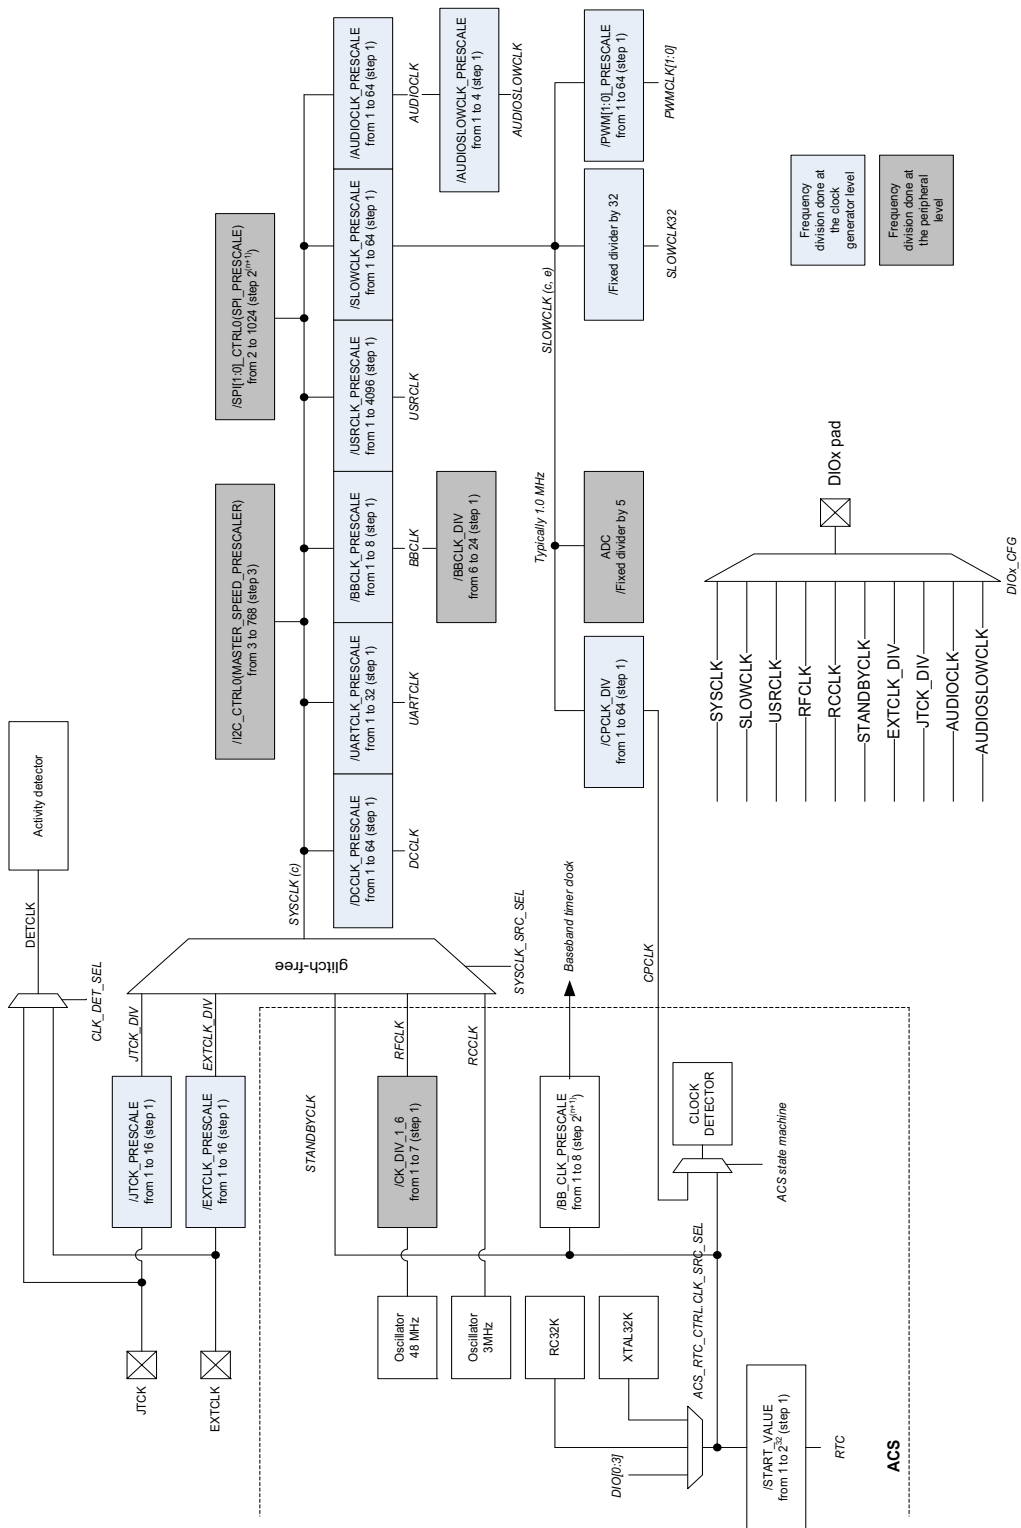 Activity detector
DETCLK
CLK_DET_SEL
JTCK
EXTCLK
/JTCK_PRESCALE
from 1 to 16 (step 1)
JTCK_DIV
/EXTCLK_PRESCALE
from 1 to 16 (step 1)
EXTCLK_DIV
glitch-free
SYSCLK_SRC_SEL
SYSCLK (c)
/I2C_CTRL0(MASTER_SPEED_PRESCALER)
from 3 to 768 (step 3)
/SPI[1:0]_CTRL0(SPI_PRESCALE)
from 2 to 1024 (step 2⁽ⁿ⁺¹⁾)
/DCCLK_PRESCALE
from 1 to 64 (step 1)
DCCLK
/UARTCLK_PRESCALE
from 1 to 32 (step 1)
UARTCLK
/BBCLK_PRESCALE
from 1 to 8 (step 1)
BBCLK
/BBCLK_DIV
from 6 to 24 (step 1)
/USRCLK_PRESCALE
from 1 to 4096 (step 1)
USRCLK
/SLOWCLK_PRESCALE
from 1 to 64 (step 1)
/AUDIOCLK_PRESCALE
from 1 to 64 (step 1)
AUDIOCLK
/AUDIOSLOWCLK_PRESCALE
from 1 to 4 (step 1)
AUDIOSLOWCLK
STANDBYCLK
Oscillator
48 MHz
/CK_DIV_1_6
from 1 to 7 (step 1)
RFCLK
Oscillator
3MHz
RCCLK
RC32K
XTAL32K
/BB_CLK_PRESCALE
from 1 to 8 (step 2⁽ⁿ⁺¹⁾)
Baseband timer clock
CPCLK
CLOCK
DETECTOR
ACS state machine
DIO[0:3]
ACS_RTC_CTRL.CLK_SRC_SEL
/START_VALUE
from 1 to 2³² (step 1)
RTC
ACS
Typically 1.0 MHz
SLOWCLK (c, e)
/CPCLK_DIV
from 1 to 64 (step 1)
ADC
/Fixed divider by 5
/Fixed divider by 32
SLOWCLK32
/PWM[1:0]_PRESCALE
from 1 to 64 (step 1)
PWMCLK[1:0]
SYSCLK
SLOWCLK
USRCLK
RFCLK
RCCLK
STANDBYCLK
EXTCLK_DIV
JTCK_DIV
AUDIOCLK
AUDIOSLOWCLK
DIOx pad
DIOx_CFG
Frequency
division done at
the clock
generator level
Frequency
division done at
the peripheral
level